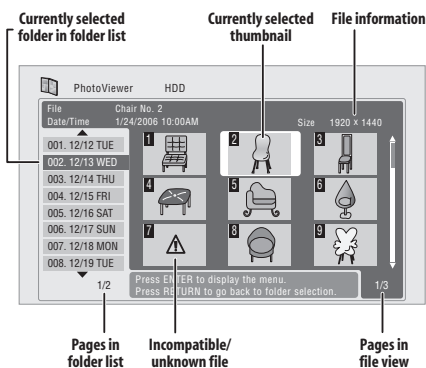 Currently selected
folder in folder list
Currently selected
thumbnail
File information
PhotoViewer HDD
File Chair No. 2
Date/Time 1/24/2006 10:00AM
Size 1920 × 1440
001. 12/12 TUE
002. 12/13 WED
003. 12/14 THU
004. 12/15 FRI
005. 12/16 SAT
006. 12/17 SUN
007. 12/18 MON
008. 12/19 TUE
1/2
1
2
3
4
5
6
7
8
9
Press ENTER to display the menu.
Press RETURN to go back to folder selection.
1/3
Pages in
folder list
Incompatible/
unknown file
Pages in
file view